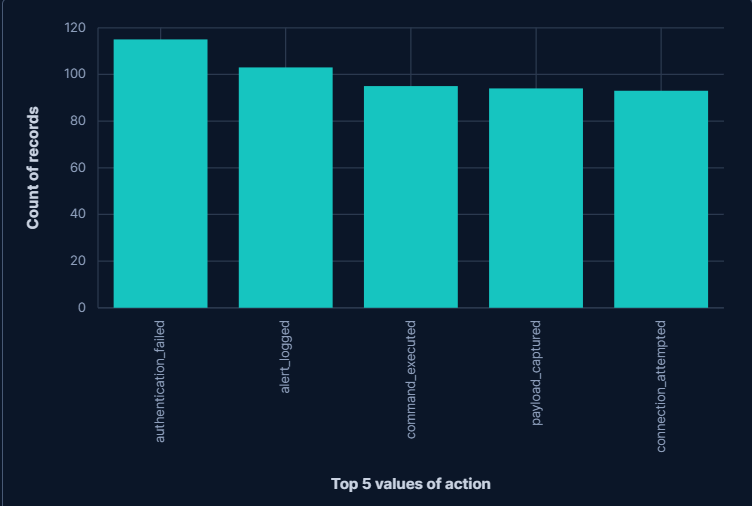 120
100
80
60
40
20
0
Count of records
authentication_failed
alert_logged
command_executed
payload_captured
connection_attempted
Top 5 values of action